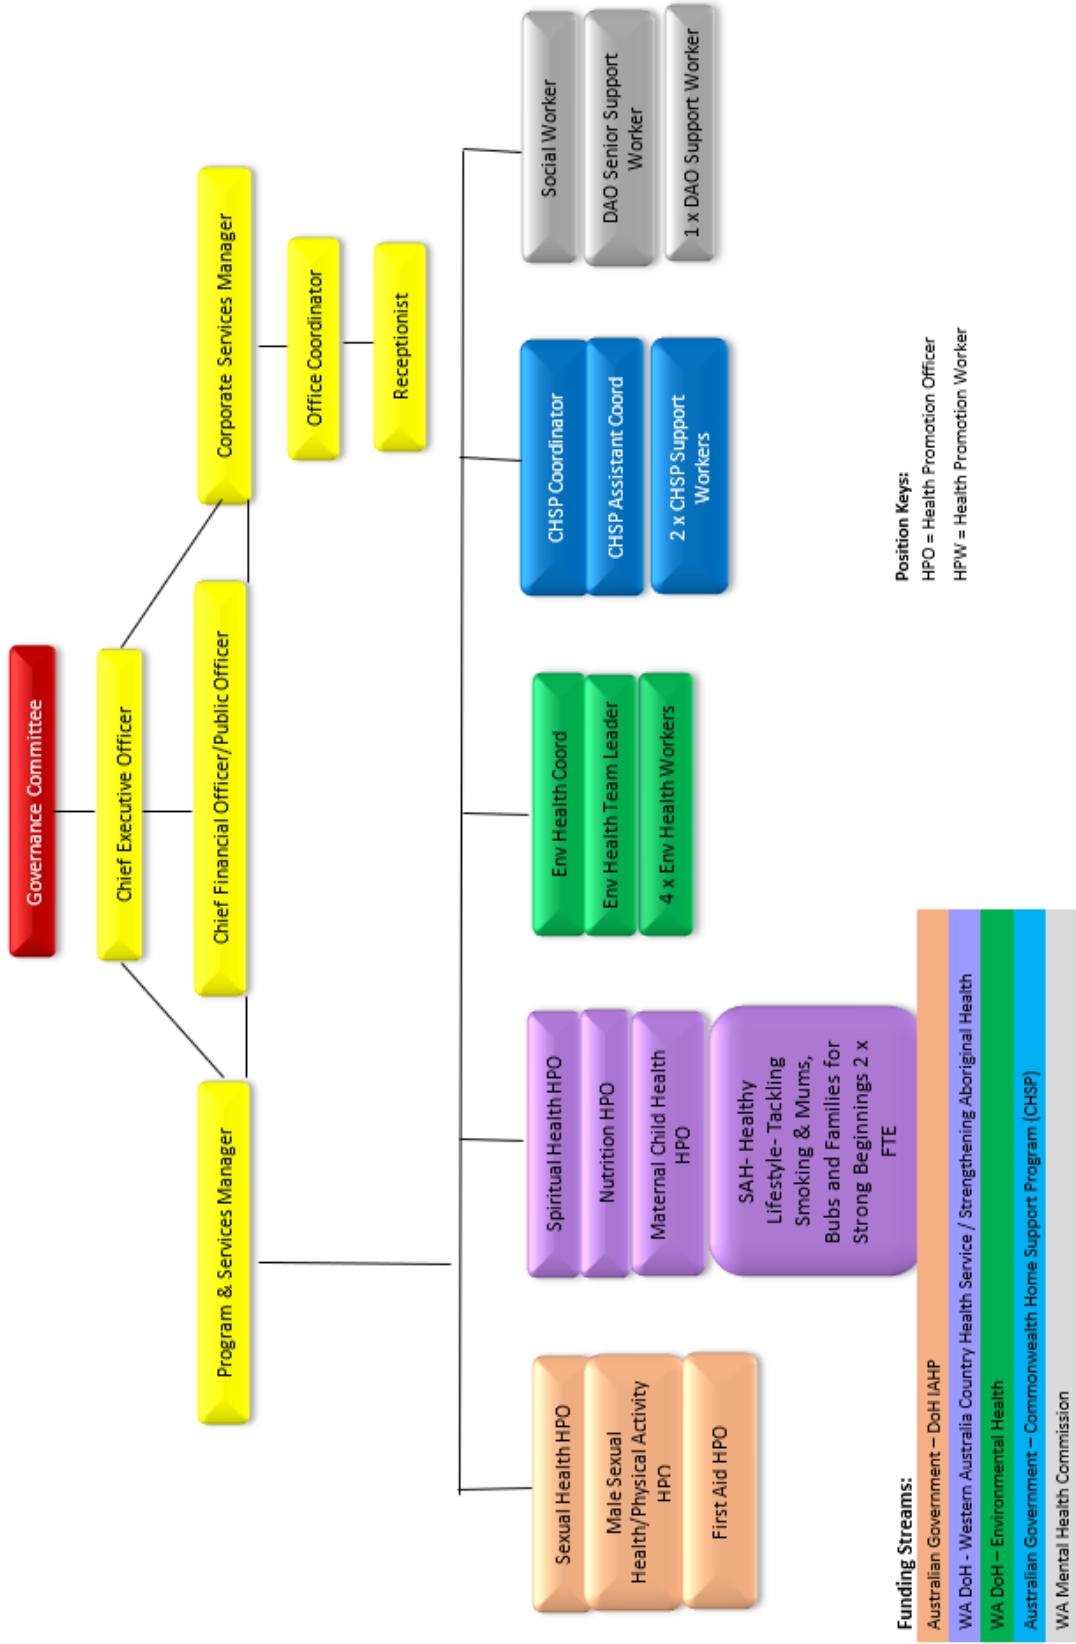 Governance Committee
Chief Executive Officer
Program & Services Manager
Chief Financial Officer/Public Officer
Corporate Services Manager
Office Coordinator
Receptionist
Sexual Health HPO
Male Sexual
Health/Physical Activity
HPO
First Aid HPO
Spiritual Health HPO
Nutrition HPO
Maternal Child Health
HPO
SAH- Healthy
Lifestyle- Tackling
Smoking & Mums,
Bubs and Families for
Strong Beginnings 2 x
FTE
Env Health Coord
Env Health Team Leader
4 x Env Health Workers
CHSP Coordinator
CHSP Assistant Coord
2 x CHSP Support
Workers
Social Worker
DAO Senior Support
Worker
1 x DAO Support Worker
Funding Streams:
Australian Government – DoH IAHP
WA DoH - Western Australia Country Health Service / Strengthening Aboriginal Health
WA DoH – Environmental Health
Australian Government – Commonwealth Home Support Program (CHSP)
WA Mental Health Commission
Position Keys:
HPO = Health Promotion Officer
HPW = Health Promotion Worker